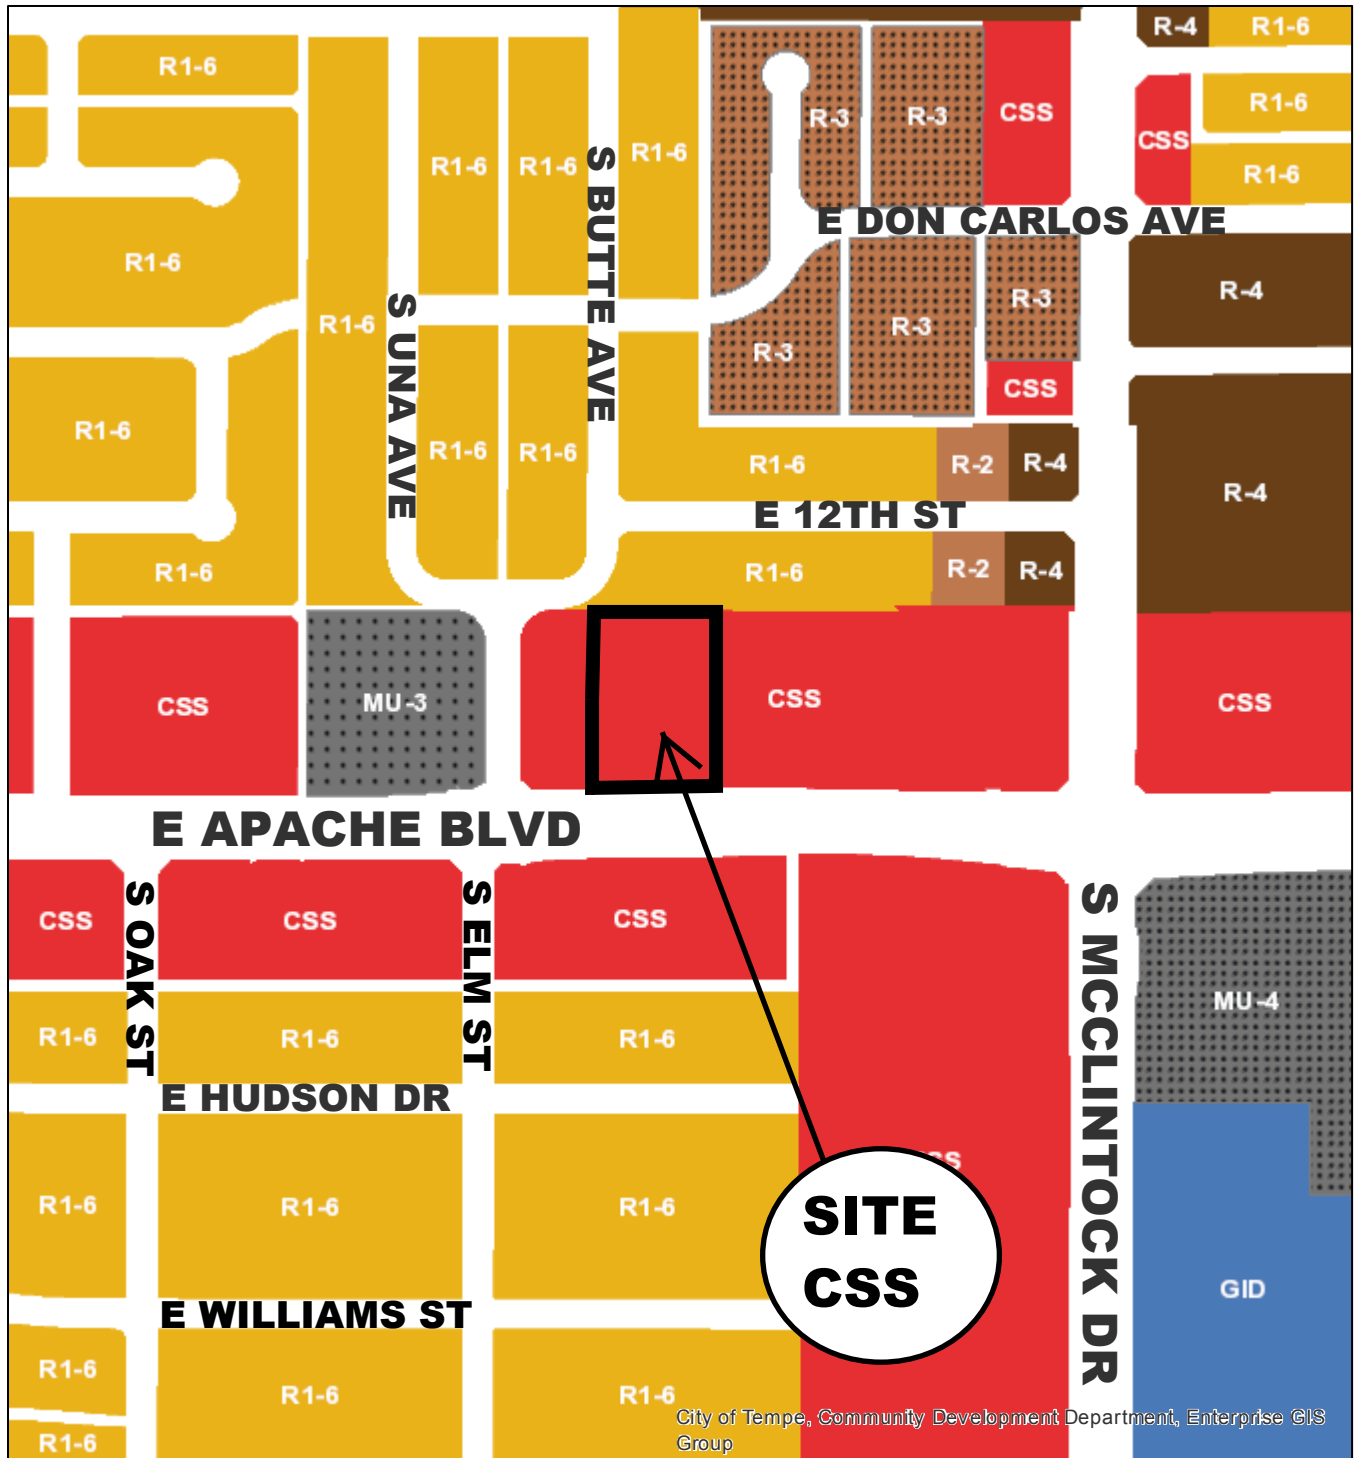 R-4
R1-6
R1-6
R1-6
CSS
R1-6
R-3
R-3
CSS
R1-6
R1-6
R1-6
R1-6
S BUTTE AVE
E DON CARLOS AVE
R1-6
R-4
R-3
R1-6
S UNA AVE
R-3
R-3
CSS
R1-6
R1-6
R1-6
R1-6
R-2
R-4
R-4
E 12TH ST
R1-6
R1-6
R-2
R-4
CSS
MU-3
CSS
CSS
E APACHE BLVD
CSS
S OAK ST
CSS
S ELM ST
CSS
S MCCLINTOCK DR
MU-4
R1-6
R1-6
R1-6
E HUDSON DR
R1-6
R1-6
R1-6
SITE
CSS
GID
E WILLIAMS ST
R1-6
R1-6
R1-6
R1-6
City of Tempe, Community Development Department, Enterprise GIS
Group